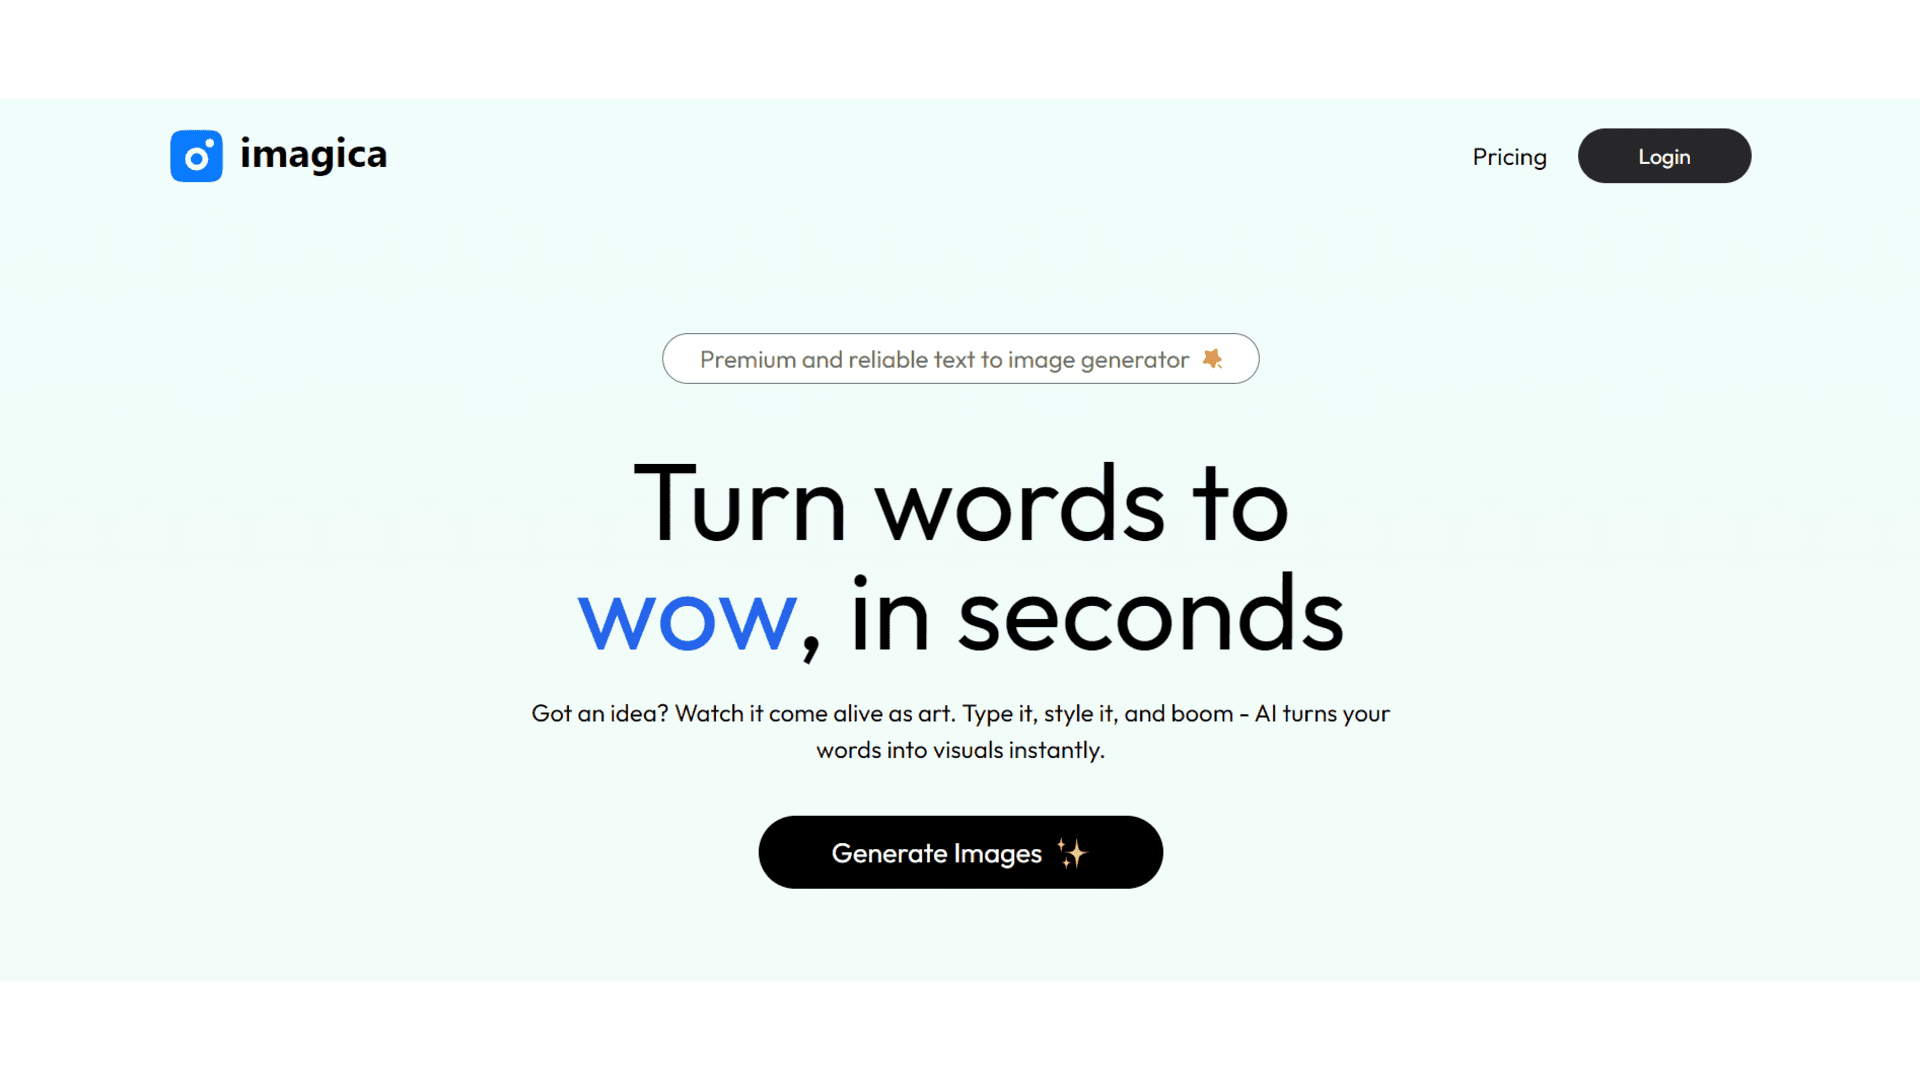 imagica
Pricing
Login
Premium and reliable text to image generator
Turn words to
wow, in seconds
Got an idea? Watch it come alive as art. Type it, style it, and boom - AI turns your
words into visuals instantly.
Generate Images